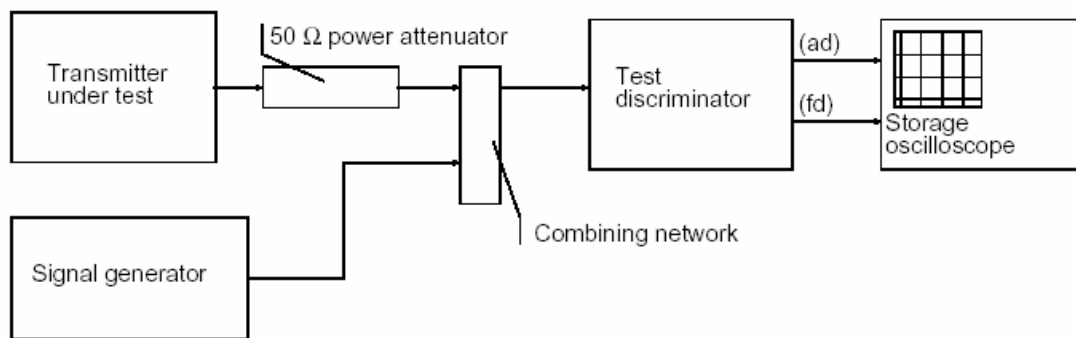 50 Ω power attenuator
Transmitter
under test
Test
discriminator
(ad)
(fd)
Storage
oscilloscope
Combining network
Signal generator